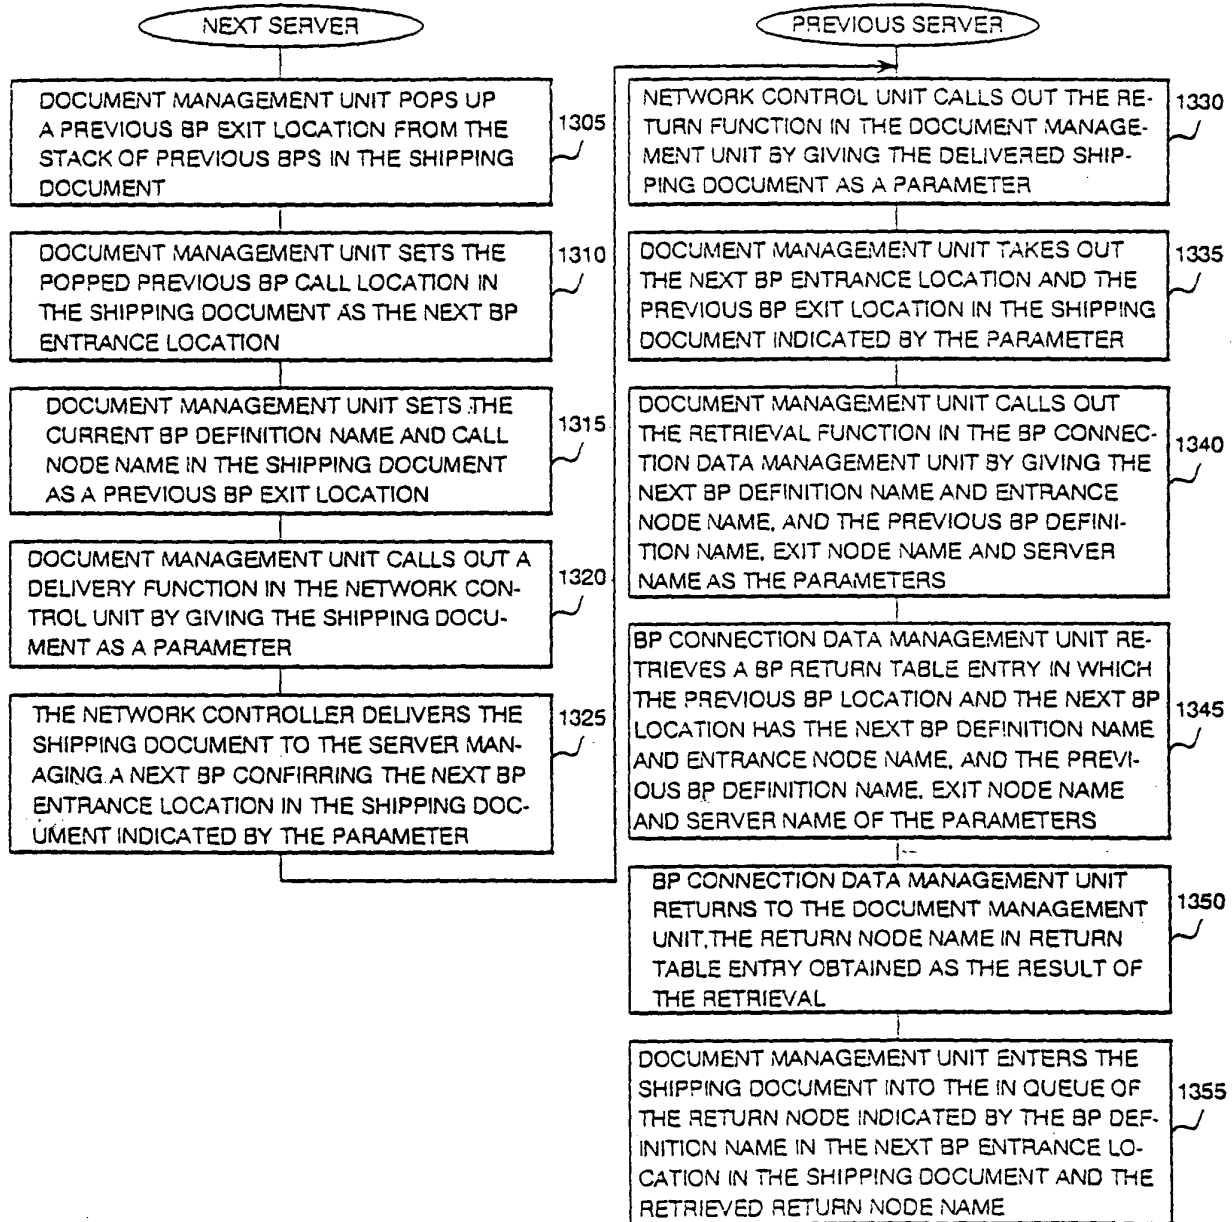 NEXT SERVER
DOCUMENT MANAGEMENT UNIT POPS UP
A PREVIOUS BP EXIT LOCATION FROM THE
STACK OF PREVIOUS BPS IN THE SHIPPING
DOCUMENT
1305
DOCUMENT MANAGEMENT UNIT SETS THE
POPPED PREVIOUS BP CALL LOCATION IN
THE SHIPPING DOCUMENT AS THE NEXT BP
ENTRANCE LOCATION
1310
DOCUMENT MANAGEMENT UNIT SETS THE
CURRENT BP DEFINITION NAME AND CALL
NODE NAME IN THE SHIPPING DOCUMENT
AS A PREVIOUS BP EXIT LOCATION
1315
DOCUMENT MANAGEMENT UNIT CALLS OUT A
DELIVERY FUNCTION IN THE NETWORK CON-
TROL UNIT BY GIVING THE SHIPPING DOCU-
MENT AS A PARAMETER
1320
THE NETWORK CONTROLLER DELIVERS THE
SHIPPING DOCUMENT TO THE SERVER MAN-
AGING A NEXT BP CONFIRRING THE NEXT BP
ENTRANCE LOCATION IN THE SHIPPING DOC-
UMENT INDICATED BY THE PARAMETER
1325
PREVIOUS SERVER
NETWORK CONTROL UNIT CALLS OUT THE RE-
TURN FUNCTION IN THE DOCUMENT MANAGE-
MENT UNIT BY GIVING THE DELIVERED SHIP-
PING DOCUMENT AS A PARAMETER
1330
DOCUMENT MANAGEMENT UNIT TAKES OUT
THE NEXT BP ENTRANCE LOCATION AND THE
PREVIOUS BP EXIT LOCATION IN THE SHIPPING
DOCUMENT INDICATED BY THE PARAMETER
1335
DOCUMENT MANAGEMENT UNIT CALLS OUT
THE RETRIEVAL FUNCTION IN THE BP CONNEC-
TION DATA MANAGEMENT UNIT BY GIVING THE
NEXT BP DEFINITION NAME AND ENTRANCE
NODE NAME, AND THE PREVIOUS BP DEFINI-
TION NAME, EXIT NODE NAME AND SERVER
NAME AS THE PARAMETERS
1340
BP CONNECTION DATA MANAGEMENT UNIT RE-
TRIEVES A BP RETURN TABLE ENTRY IN WHICH
THE PREVIOUS BP LOCATION AND THE NEXT BP
LOCATION HAS THE NEXT BP DEFINITION NAME
AND ENTRANCE NODE NAME, AND THE PREVI-
OUS BP DEFINITION NAME, EXIT NODE NAME
AND SERVER NAME OF THE PARAMETERS
1345
BP CONNECTION DATA MANAGEMENT UNIT
RETURNS TO THE DOCUMENT MANAGEMENT
UNIT,THE RETURN NODE NAME IN RETURN
TABLE ENTRY OBTAINED AS THE RESULT OF
THE RETRIEVAL
1350
DOCUMENT MANAGEMENT UNIT ENTERS THE
SHIPPING DOCUMENT INTO THE IN QUEUE OF
THE RETURN NODE INDICATED BY THE BP DEF-
INITION NAME IN THE NEXT BP ENTRANCE LO-
CATION IN THE SHIPPING DOCUMENT AND THE
RETRIEVED RETURN NODE NAME
1355